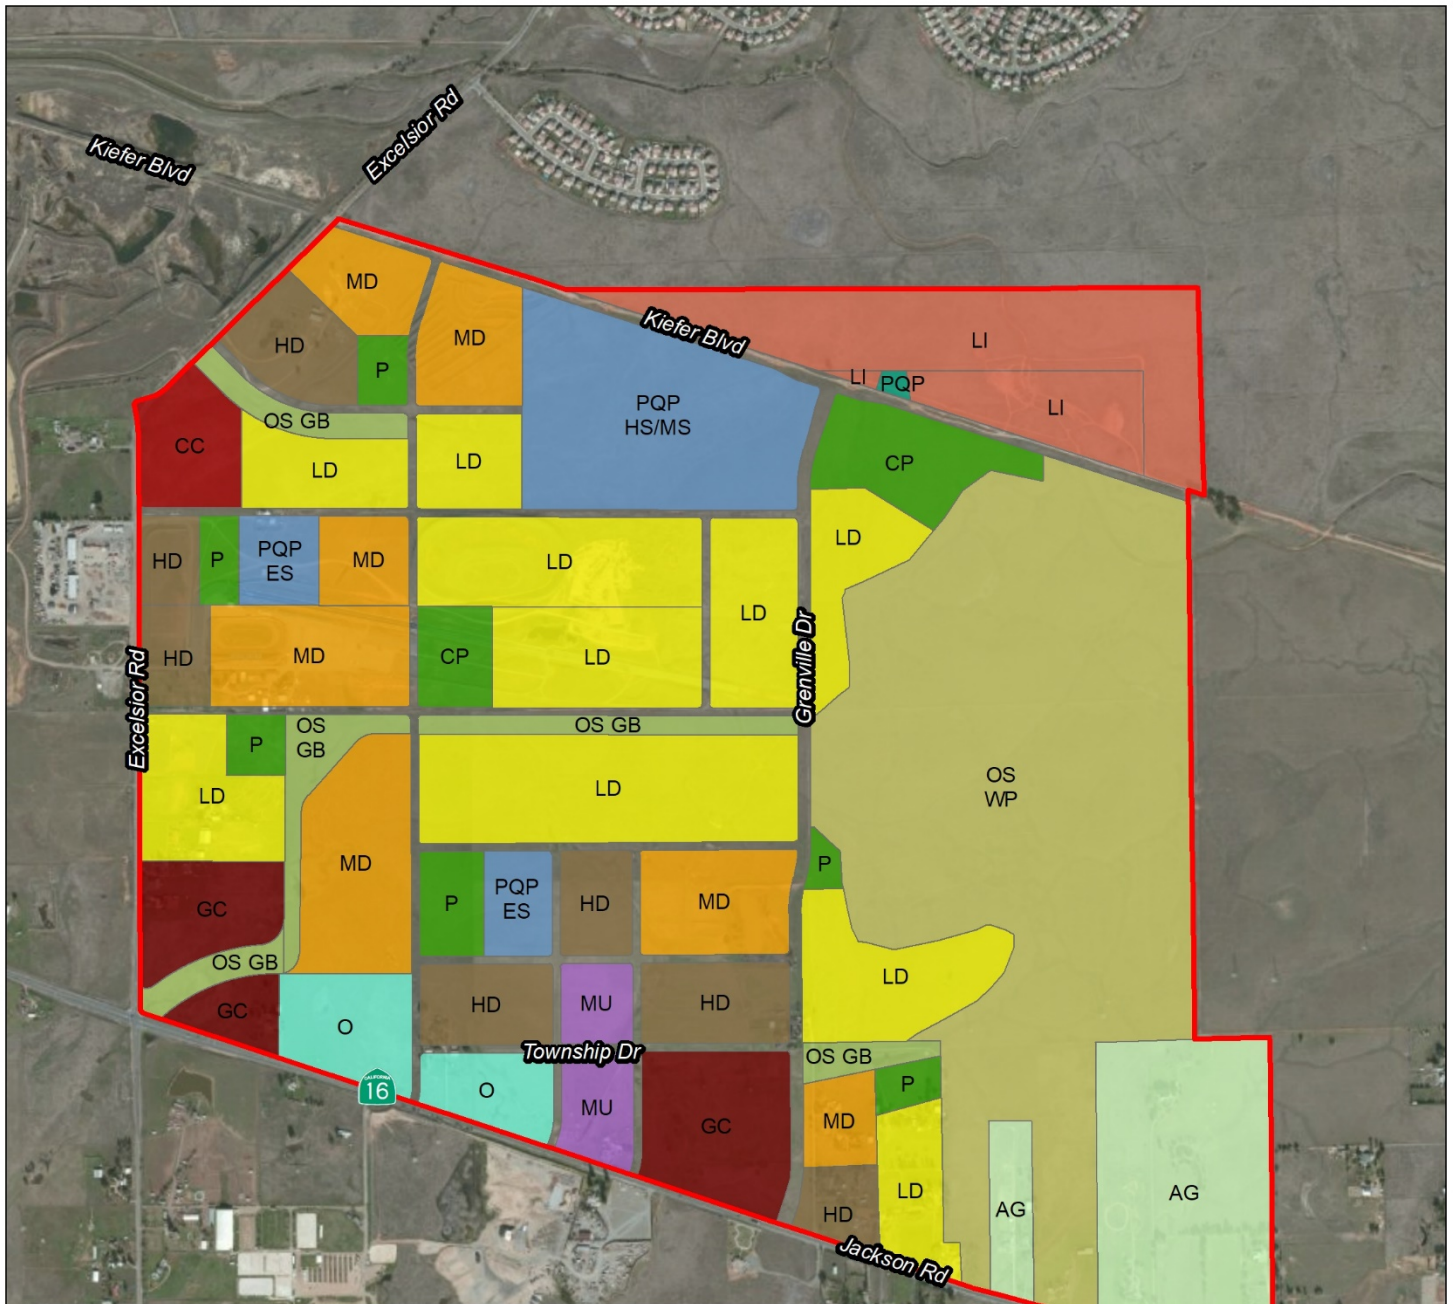 Excelsior Rd
Kiefer Blvd
MD
Kiefer Blvd
MD
HD
P
LI
LI
PQP
LI
PQP
HS/MS
OS GB
CC
LD
LD
CP
HD
P
PQP
ES
MD
LD
LD
LD
HD
MD
CP
LD
Grenville Dr
Excelsior Rd
OS
GB
OS GB
P
LD
LD
OS
WP
MD
P
GC
P
PQP
ES
HD
MD
OS GB
LD
GC
O
HD
MU
HD
Township Dr
OS GB
CALIFORNIA
16
O
P
MU
GC
MD
LD
AG
AG
HD
Jackson Rd